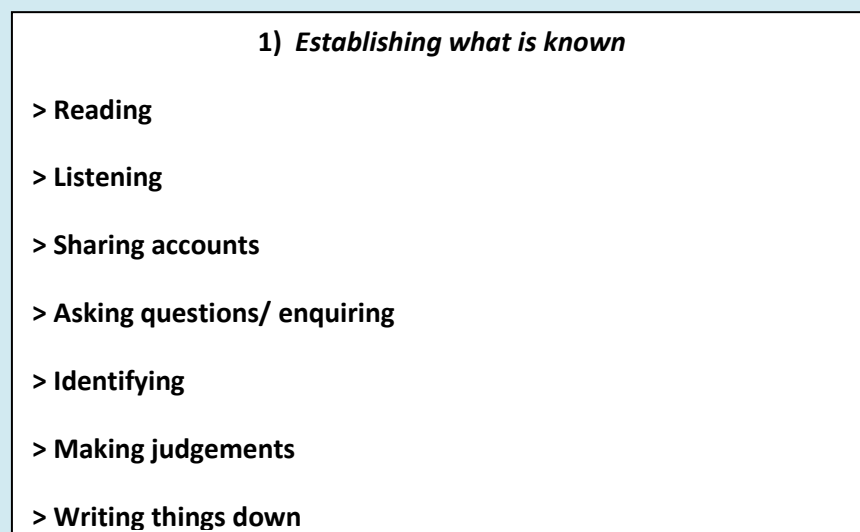 1) Establishing what is known
> Reading
> Listening
> Sharing accounts
> Asking questions/ enquiring
> Identifying
> Making judgements
> Writing things down